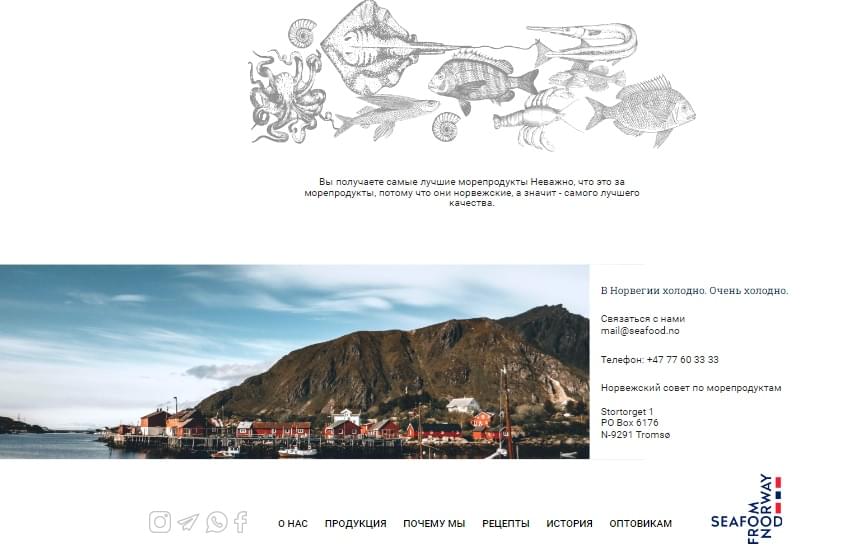 Вы получаете самые лучшие морепродукты Неважно, что это за
морепродукты, потому что они норвежские, а значит - самого лучшего
качества.
В Норвегии холодно. Очень холодно.
Связаться с нами
mail@seafood.no
Телефон: +47 77 60 33 33
Норвежский совет по морепродуктам
Stortorget 1
PO Box 6176
N-9291 Tromsø
О НАС ПРОДУКЦИЯ ПОЧЕМУ МЫ РЕЦЕПТЫ ИСТОРИЯ ОПТОВИКАМ
SEAFOOD
FROM
NORWAY